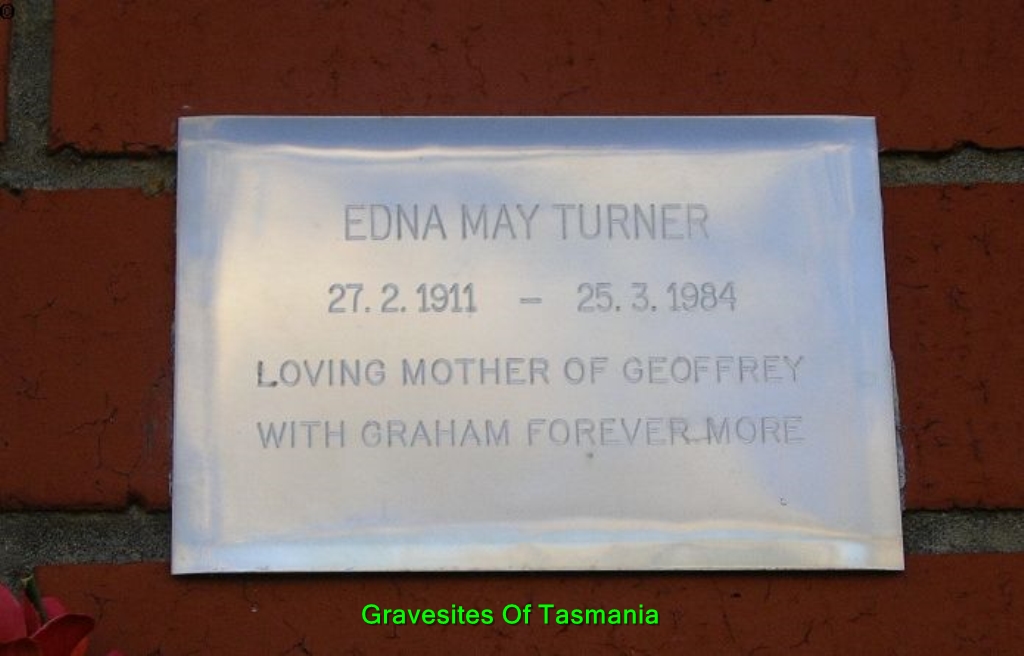 ©
EDNA MAY TURNER
27. 2. 1911 – 25. 3. 1984
LOVING MOTHER OF GEOFFREY
WITH GRAHAM FOREVER MORE
Gravesites Of Tasmania